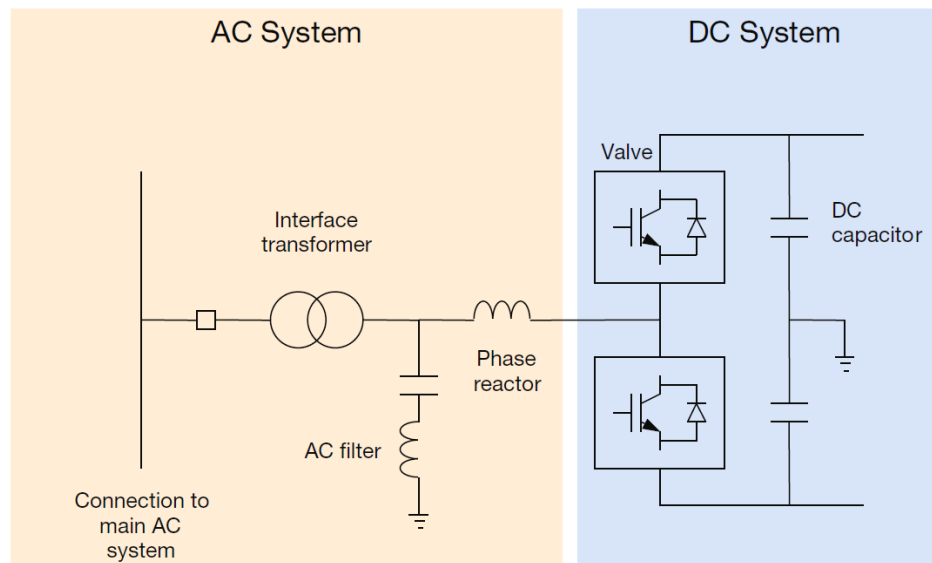 AC System
DC System
Valve
Interface
transformer
DC
capacitor
Phase
reactor
AC filter
Connection to
main AC
system